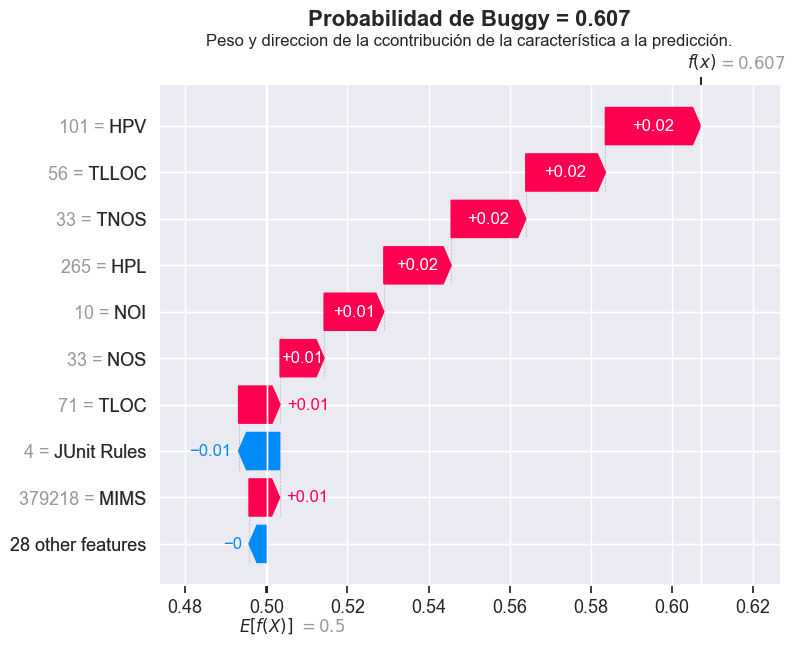 Probabilidad de Buggy = 0.607
Peso y direccion de la ccontribución de la característica a la predicción.
f(x) = 0.607
101 = HPV +0.02
56 = TLLOC +0.02
33 = TNOS +0.02
265 = HPL +0.02
10 = NOI +0.01
33 = NOS +0.01
71 = TLOC +0.01
4 = JUnit Rules −0.01
379218 = MIMS +0.01
28 other features −0
0.48 0.50 0.52 0.54 0.56 0.58 0.60 0.62
E[f(X)] = 0.5